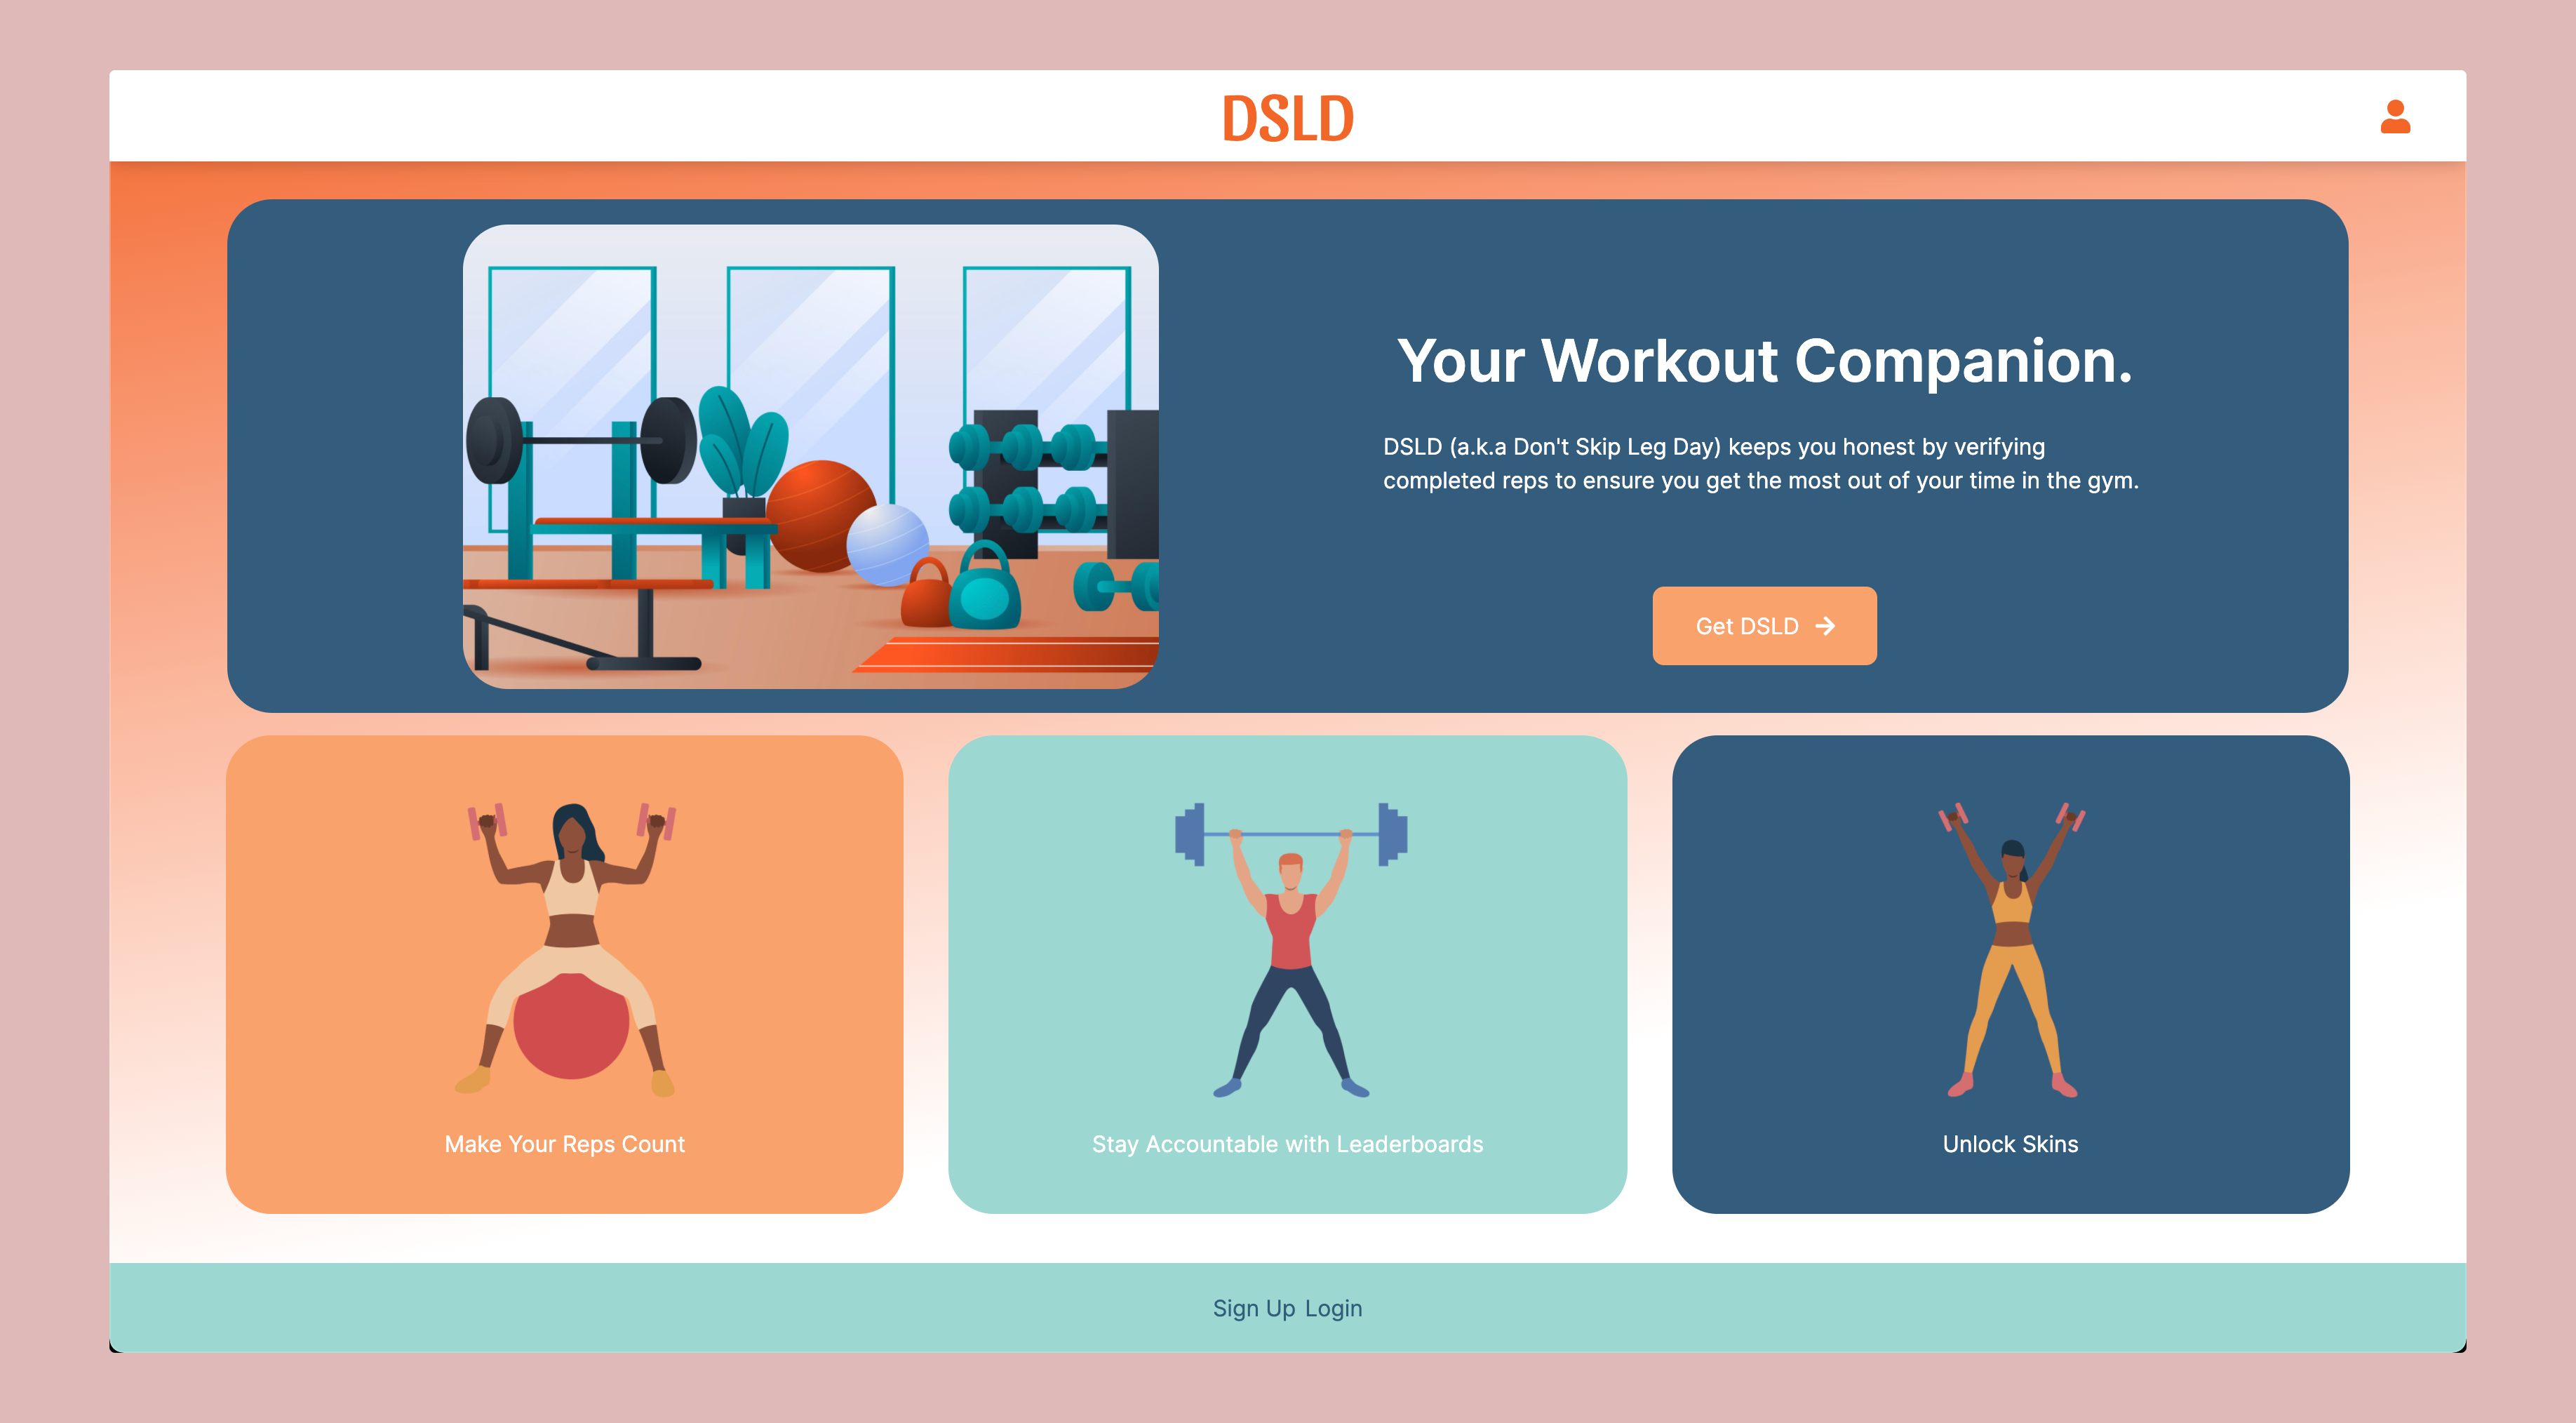 DSLD
Your Workout Companion.
DSLD (a.k.a Don't Skip Leg Day) keeps you honest by verifying
completed reps to ensure you get the most out of your time in the gym.
Get DSLD
Make Your Reps Count
Stay Accountable with Leaderboards
Unlock Skins
Sign Up Login